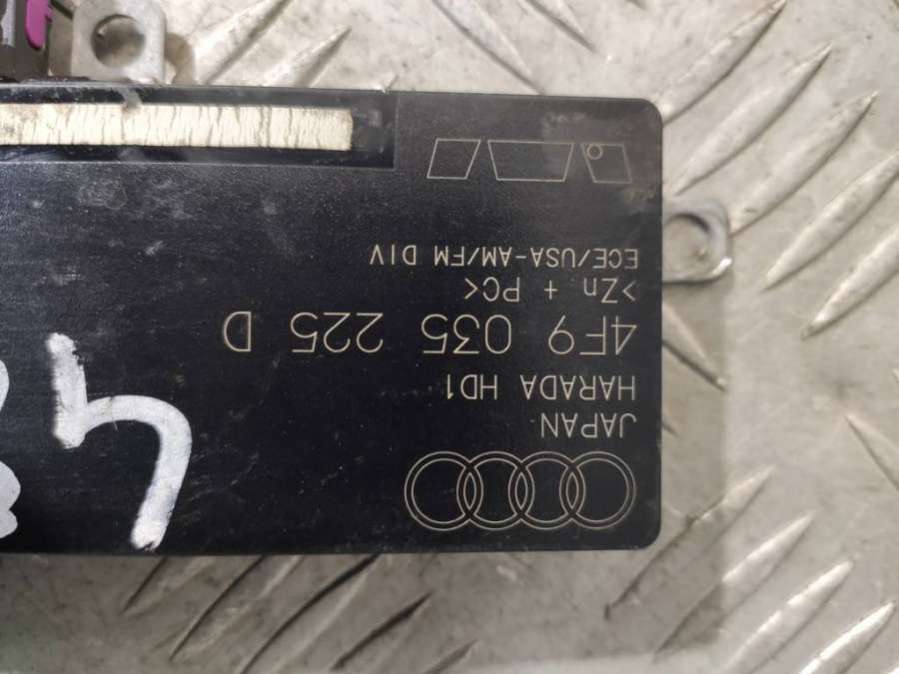 JAPAN
HARADA HD1
4F9 035 225 D
>Zn + PC<
ECE/USA-AM/FM DIV